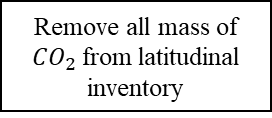 Remove all mass of
CO₂ from latitudinal
inventory